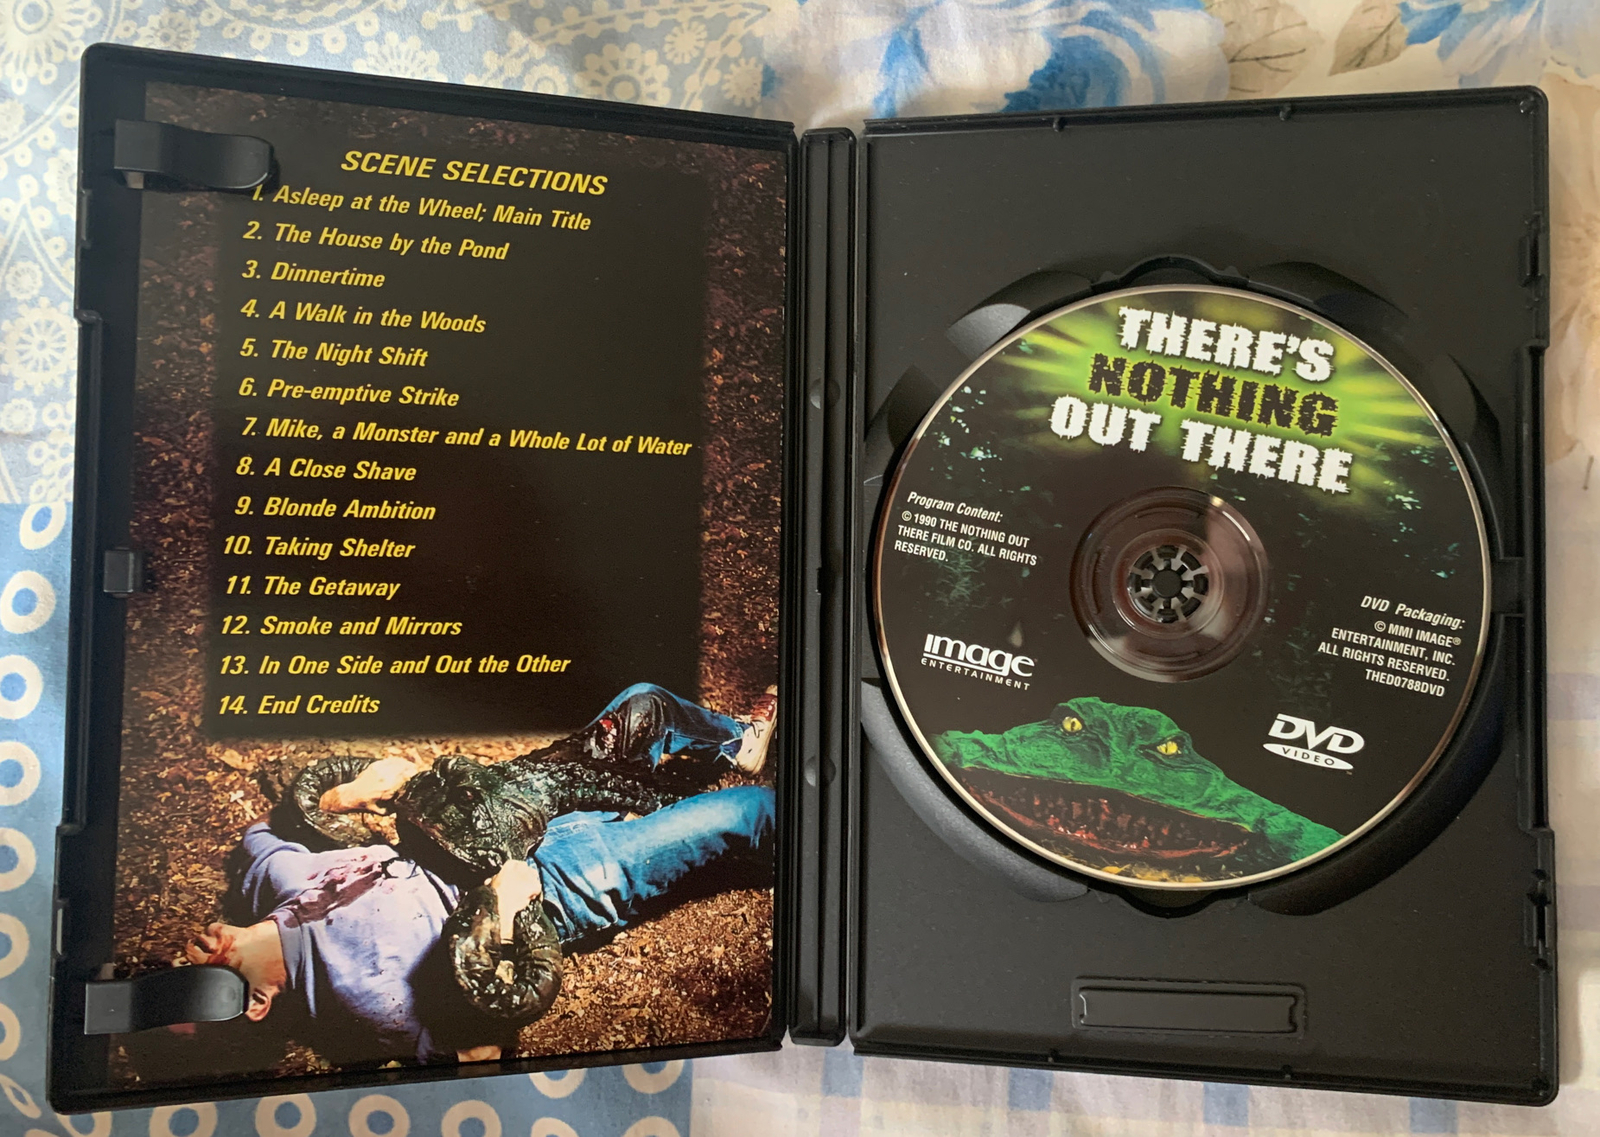 SCENE SELECTIONS
1. Asleep at the Wheel; Main Title
2. The House by the Pond
3. Dinnertime
4. A Walk in the Woods
5. The Night Shift
6. Pre-emptive Strike
7. Mike, a Monster and a Whole Lot of Water
8. A Close Shave
9. Blonde Ambition
10. Taking Shelter
11. The Getaway
12. Smoke and Mirrors
13. In One Side and Out the Other
14. End Credits
THERE'S
NOTHING
OUT THERE
Program Content:
© 1990 THE NOTHING OUT
THERE FILM CO. ALL RIGHTS
RESERVED.
image
ENTERTAINMENT
DVD Packaging:
© MMI IMAGE®
ENTERTAINMENT, INC.
ALL RIGHTS RESERVED.
THED0788DVD
DVD
VIDEO